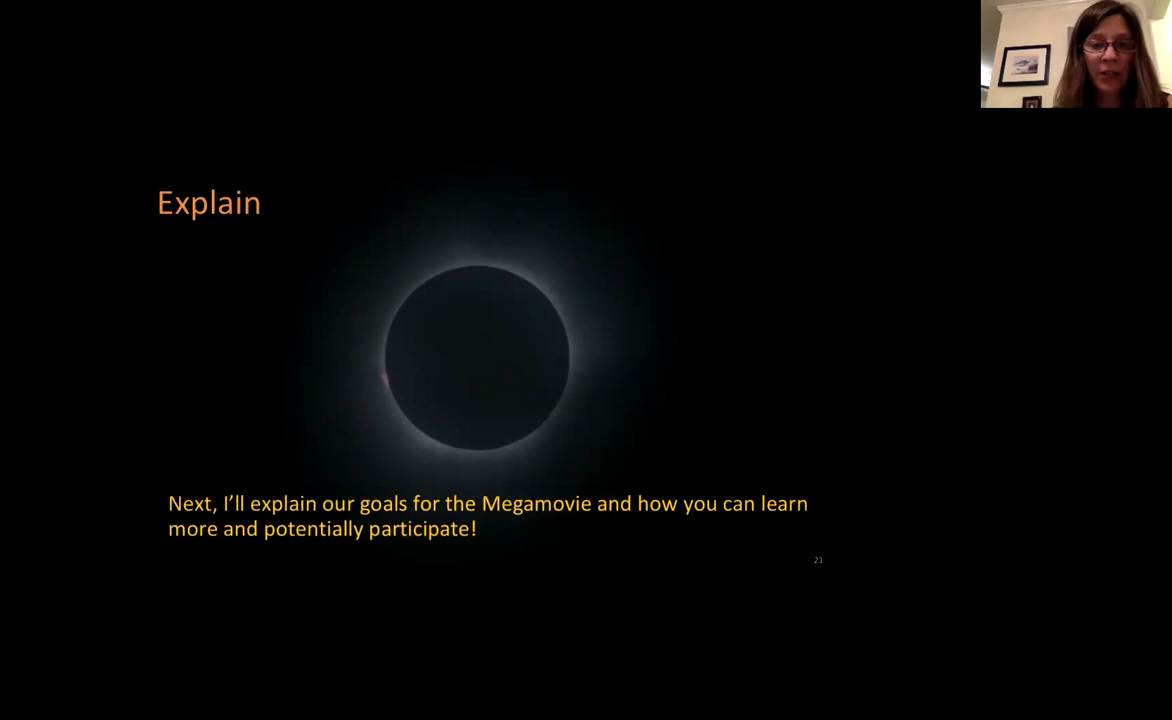 Explain
Next, I’ll explain our goals for the Megamovie and how you can learn
more and potentially participate!
21